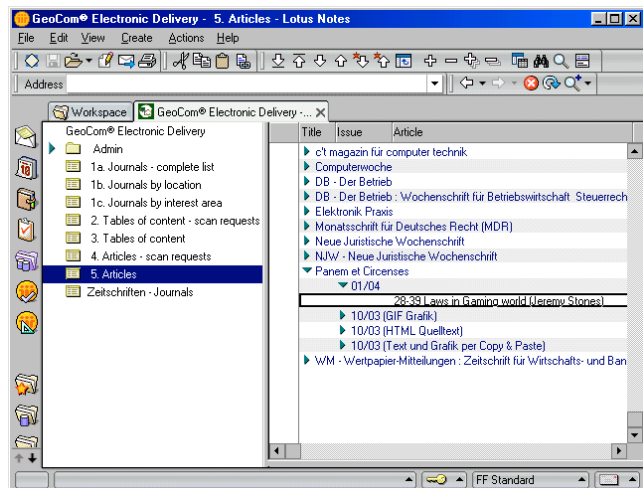 GeoCom® Electronic Delivery - 5. Articles - Lotus Notes
File Edit View Create Actions Help
Address
Workspace GeoCom® Electronic Delivery -...
GeoCom® Electronic Delivery
Admin
1a. Journals - complete list
1b. Journals by location
1c. Journals by interest area
2. Tables of content - scan requests
3. Tables of content
4. Articles - scan requests
5. Articles
Zeitschriften - Journals
Title Issue Article
c't magazin für computer technik
Computerwoche
DB - Der Betrieb
DB - Der Betrieb : Wochenschrift für Betriebswirtschaft Steuerrech
Elektronik Praxis
Monatsschrift für Deutsches Recht (MDR)
Neue Juristische Wochenschrift
NJW - Neue Juristische Wochenschrift
Panem et Circenses
01/04
28-39 Laws in Gaming world (Jeremy Stones)
10/03 (GIF Grafik)
10/03 (HTML Quelltext)
10/03 (Text und Grafik per Copy & Paste)
WM - Wertpapier-Mitteilungen : Zeitschrift für Wirtschafts- und Ban
FF Standard